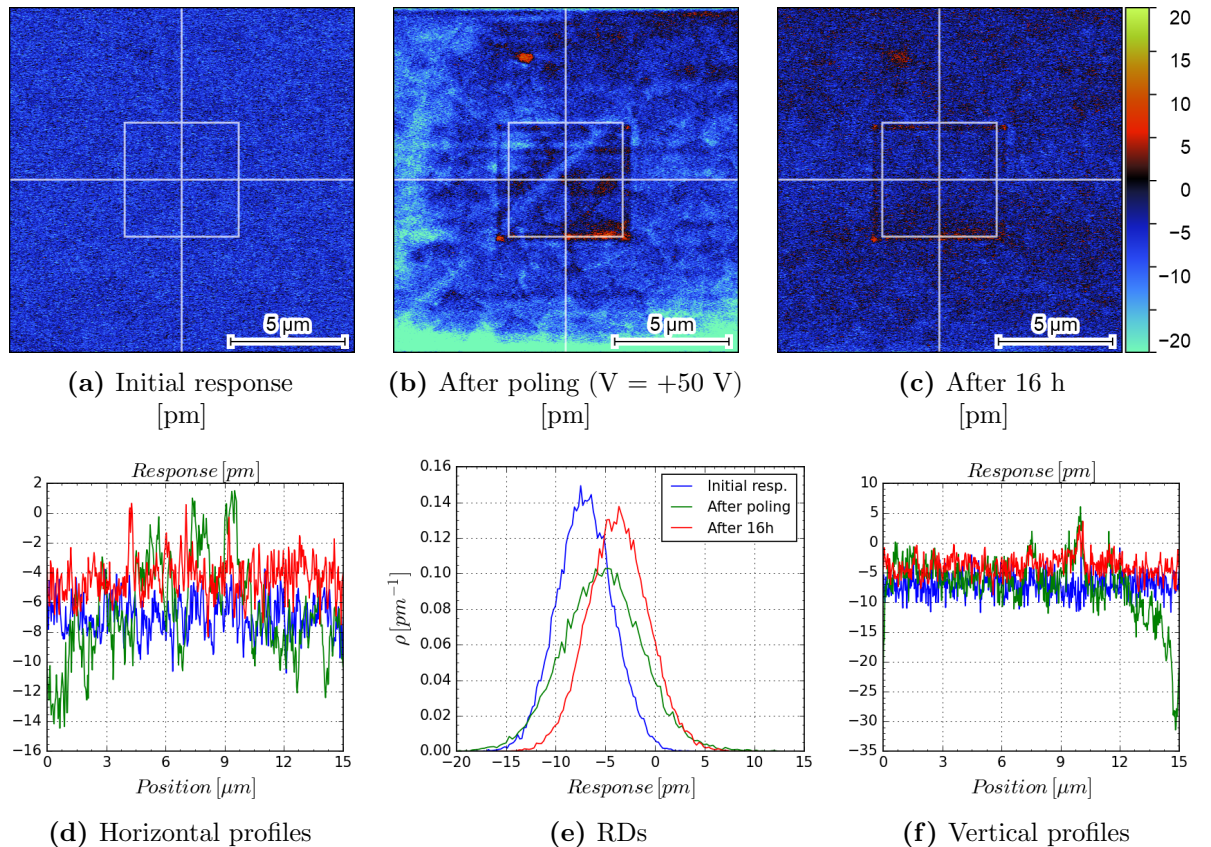 5 µm
5 µm
5 µm
20
15
10
5
0
−5
−10
−15
−20
(a) Initial response
[pm]
(b) After poling (V = +50 V)
[pm]
(c) After 16 h
[pm]
Response [pm]
2
0
−2
−4
−6
−8
−10
−12
−14
−16
0 3 6 9 12 15
Position [µm]
(d) Horizontal profiles
0.16
0.14
0.12
0.10
0.08
0.06
0.04
0.02
0.00
ρ [pm⁻¹]
Initial resp.
After poling
After 16h
−20 −15 −10 −5 0 5 10 15
Response [pm]
(e) RDs
Response [pm]
10
5
0
−5
−10
−15
−20
−25
−30
−35
0 3 6 9 12 15
Position [µm]
(f) Vertical profiles